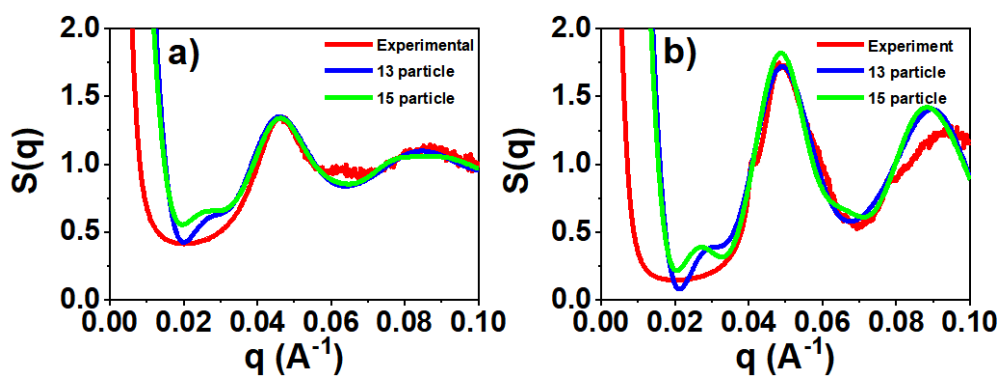 a)
Experimental
13 particle
15 particle
S(q)
2.0
1.5
1.0
0.5
0.0
0.00 0.02 0.04 0.06 0.08 0.10
q (A⁻¹)
b)
Experiment
13 particle
15 particle
S(q)
2.0
1.5
1.0
0.5
0.0
0.00 0.02 0.04 0.06 0.08 0.10
q (A⁻¹)